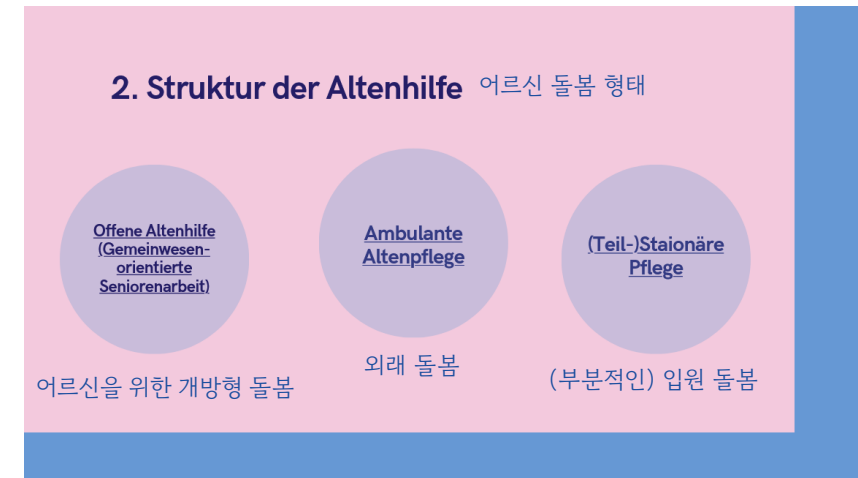 2. Struktur der Altenhilfe 어르신 돌봄 형태
Offene Altenhilfe
(Gemeinwesen-
orientierte
Seniorenarbeit)
어르신을 위한 개방형 돌봄
Ambulante
Altenpflege
외래 돌봄
(Teil-)Staionäre
Pflege
(부분적인) 입원 돌봄